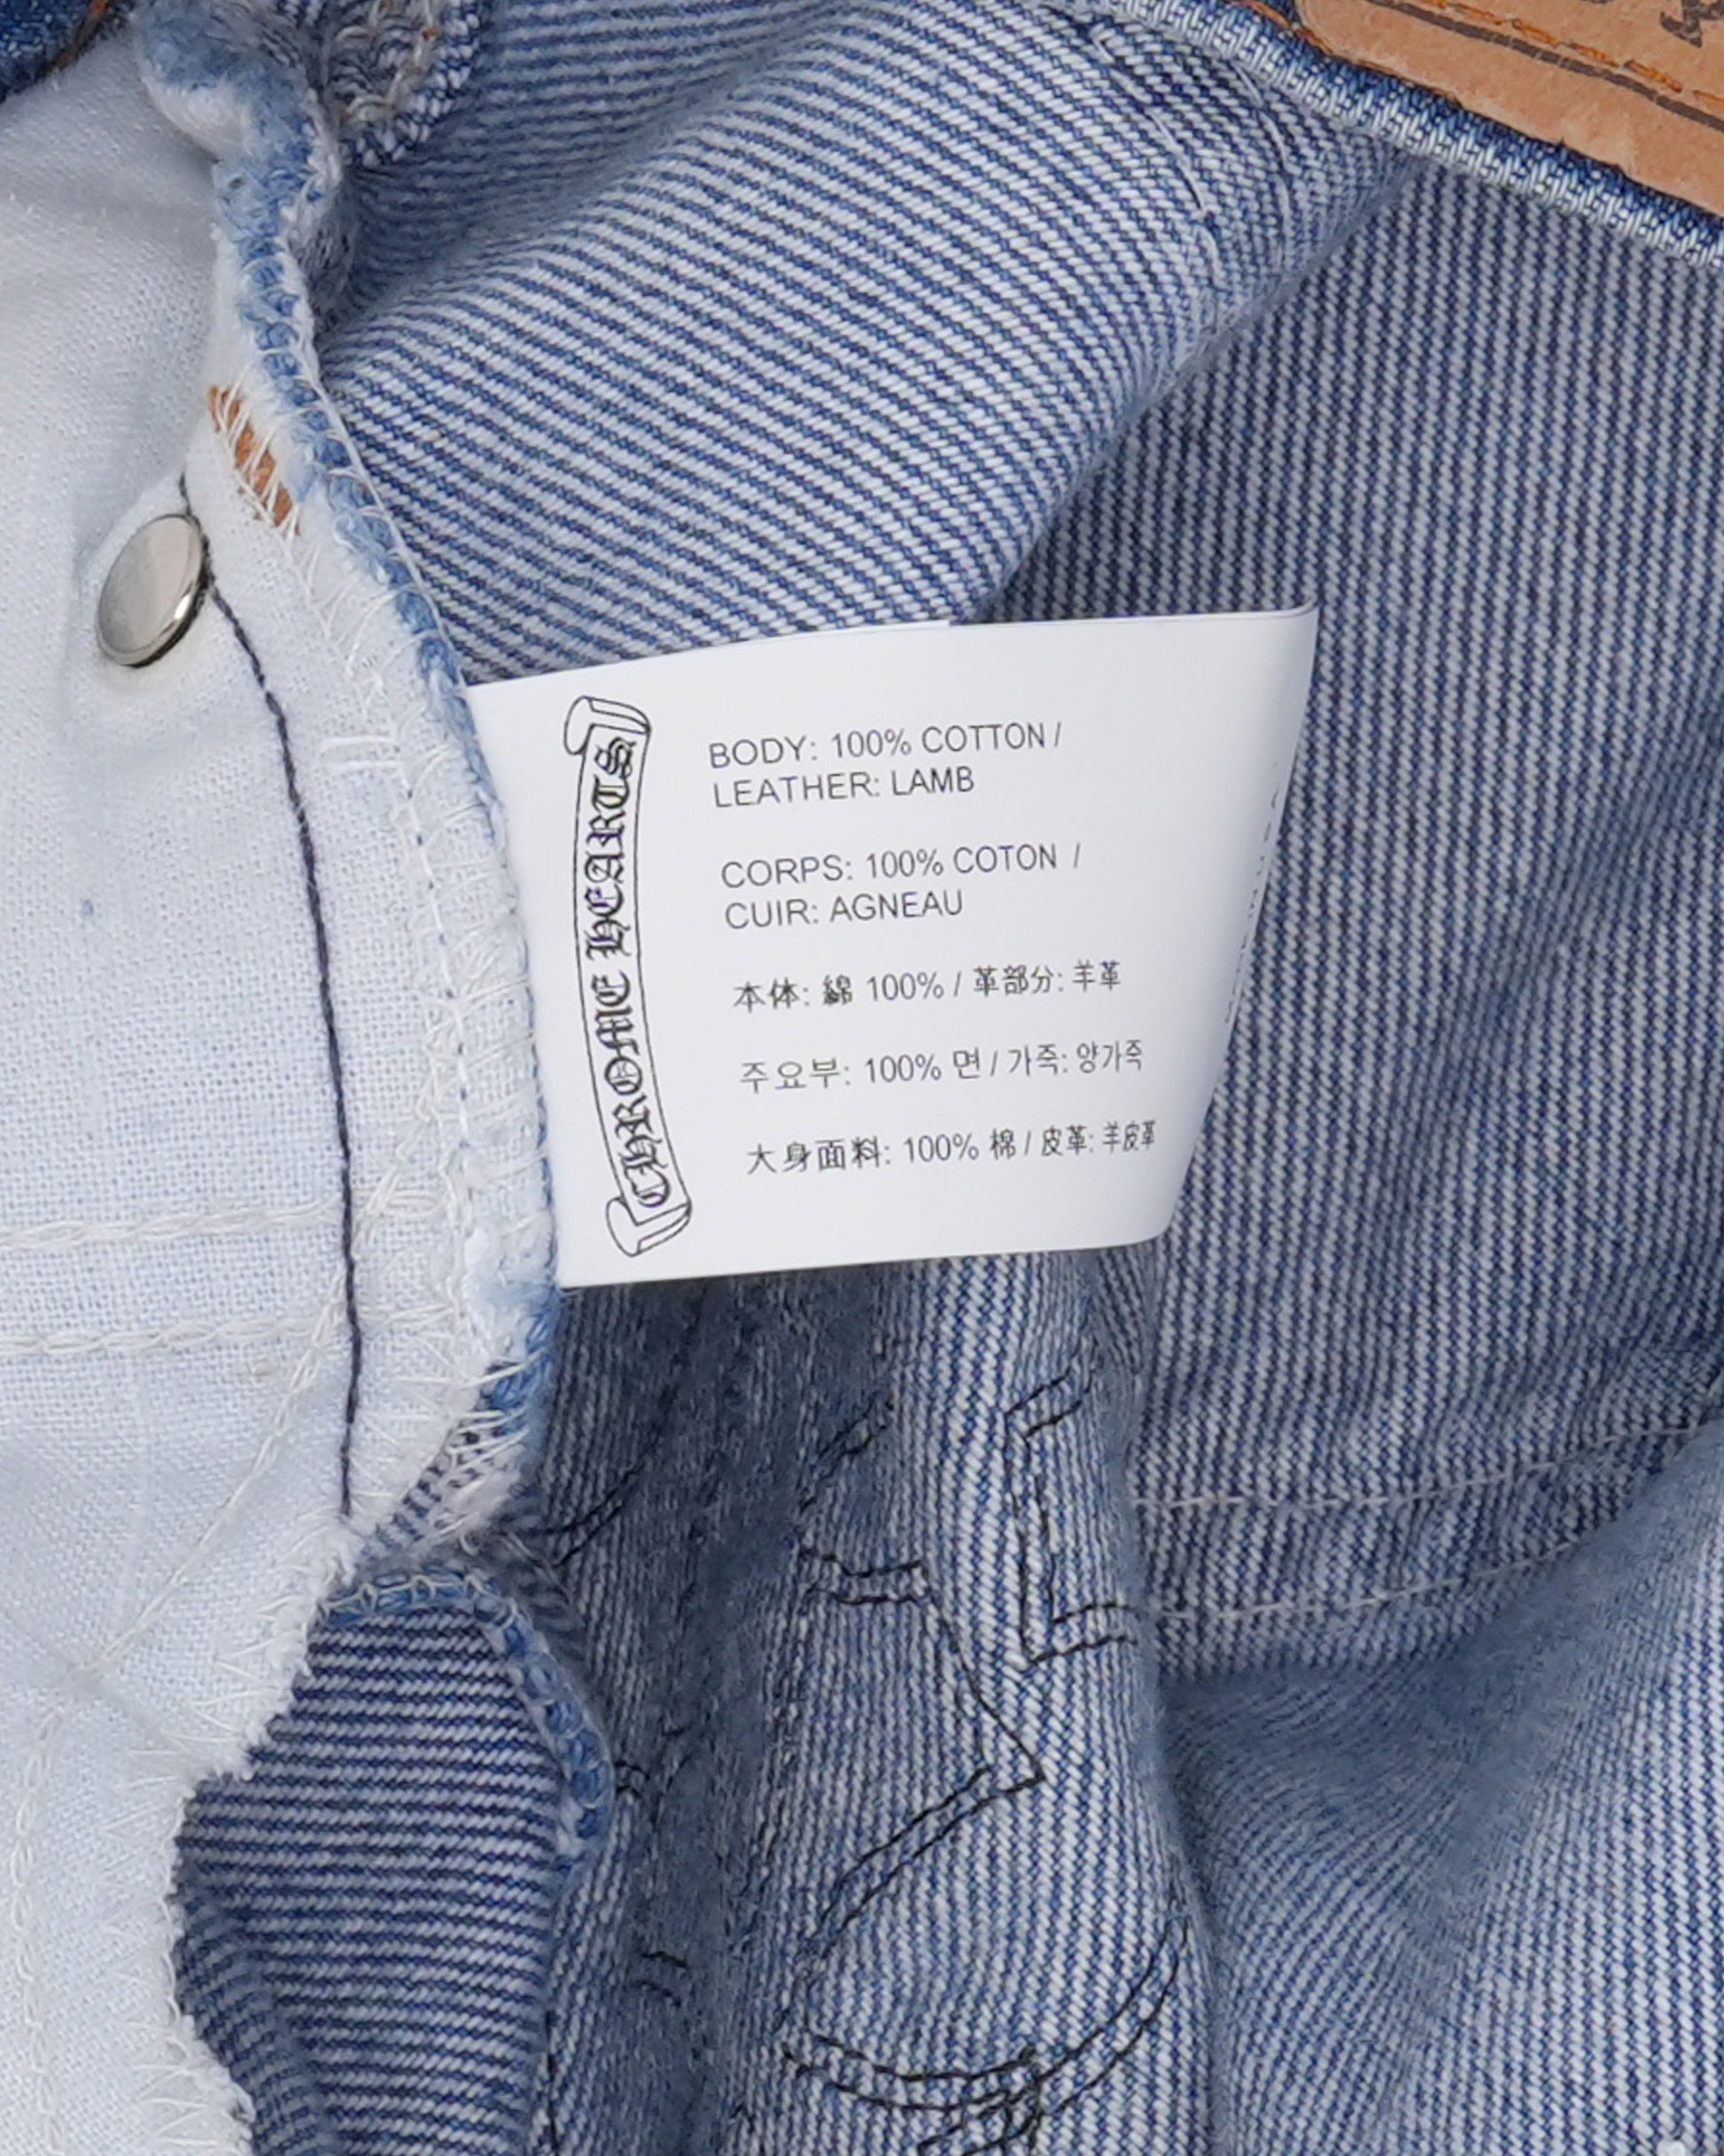 CHROME HEARTS
BODY: 100% COTTON /
LEATHER: LAMB
CORPS: 100% COTON /
CUIR: AGNEAU
本体: 綿 100% / 革部分: 羊革
주요부: 100% 면 / 가죽: 양가죽
大身面料: 100% 棉 / 皮革: 羊皮革